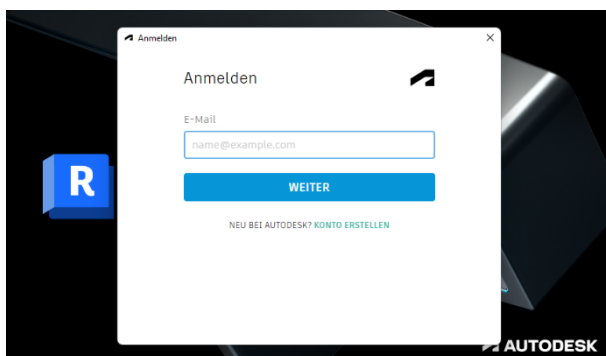 Anmelden
Anmelden
E-Mail
name@example.com
WEITER
NEU BEI AUTODESK? KONTO ERSTELLEN
R
AUTODESK